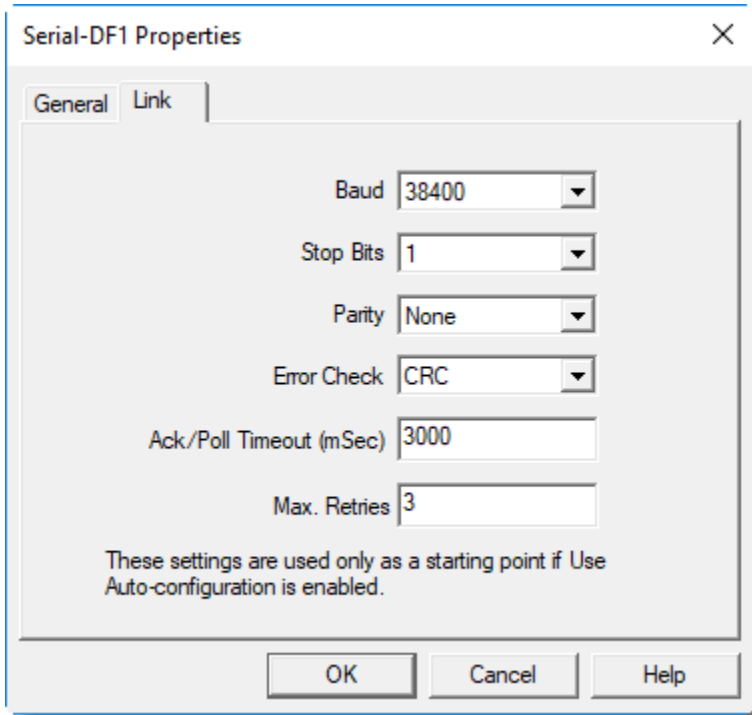 Serial-DF1 Properties
General Link
Baud 38400
Stop Bits 1
Parity None
Error Check CRC
Ack/Poll Timeout (mSec) 3000
Max. Retries 3
These settings are used only as a starting point if Use
Auto-configuration is enabled.
OK Cancel Help